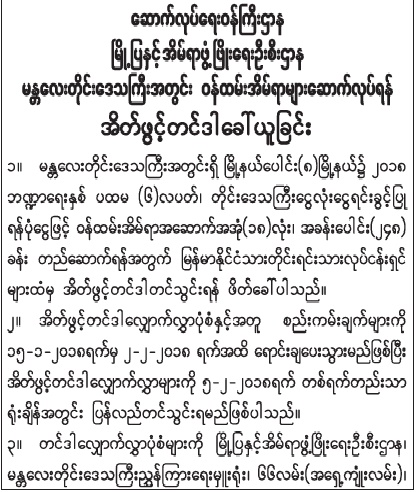 ဆောက်လုပ်ရေးဝန်ကြီးဌာန
မြို့ပြနှင့်အိမ်ရာဖွံ့ဖြိုးရေးဦးစီးဌာန
မန္တလေးတိုင်းဒေသကြီးအတွင်း ဝန်ထမ်းအိမ်ရာများဆောက်လုပ်ရန်
အိတ်ဖွင့်တင်ဒါခေါ်ယူခြင်း
၁။ မန္တလေးတိုင်းဒေသကြီးအတွင်းရှိ မြို့နယ်ပေါင်း(၈)မြို့နယ်၌ ၂၀၁၈
ဘဏ္ဍာရေးနှစ် ပထမ (၆)လပတ်၊ တိုင်းဒေသကြီးငွေလုံးငွေရင်းခွင့်ပြု
ရန်ပုံငွေဖြင့် ဝန်ထမ်းအိမ်ရာအဆောက်အအုံ(၁၈)လုံး၊ အခန်းပေါင်း(၂၄၈)
ခန်း တည်ဆောက်ရန်အတွက် မြန်မာနိုင်ငံသားတိုင်းရင်းသားလုပ်ငန်းရှင်
များထံမှ အိတ်ဖွင့်တင်ဒါတင်သွင်းရန် ဖိတ်ခေါ်ပါသည်။
၂။ အိတ်ဖွင့်တင်ဒါလျှောက်လွှာပုံစံနှင့်အတူ စည်းကမ်းချက်များကို
၁၅-၁-၂၀၁၈ရက်မှ ၂-၂-၂၀၁၈ ရက်အထိ ရောင်းချပေးသွားမည်ဖြစ်ပြီး
အိတ်ဖွင့်တင်ဒါလျှောက်လွှာများကို ၅-၂-၂၀၁၈ရက် တစ်ရက်တည်းသာ
ရုံးချိန်အတွင်း ပြန်လည်တင်သွင်းရမည်ဖြစ်ပါသည်။
၃။ တင်ဒါလျှောက်လွှာပုံစံများကို မြို့ပြနှင့်အိမ်ရာဖွံ့ဖြိုးရေးဦးစီးဌာန၊
မန္တလေးတိုင်းဒေသကြီးညွှန်ကြားရေးမှူးရုံး၊ ၆၆လမ်း(အရှေ့ကျုံးလမ်း)၊